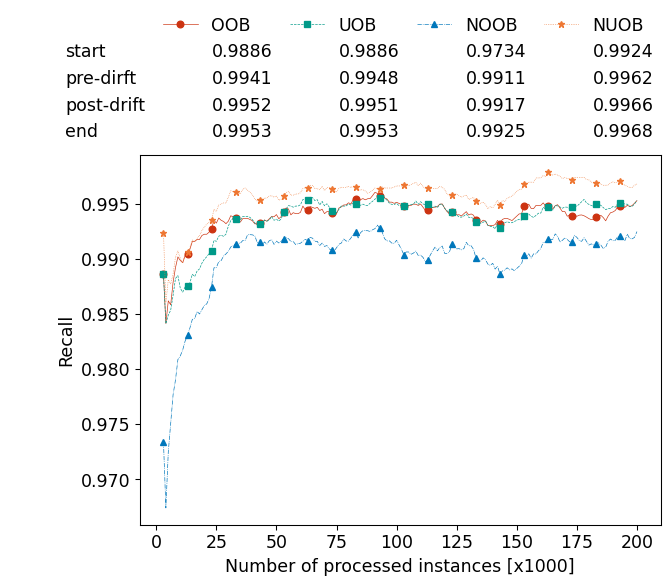 OOB UOB NOOB NUOB
start 0.9886 0.9886 0.9734 0.9924
pre-dirft 0.9941 0.9948 0.9911 0.9962
post-drift 0.9952 0.9951 0.9917 0.9966
end 0.9953 0.9953 0.9925 0.9968
0.995
0.990
0.985
0.980
0.975
0.970
Recall
0 25 50 75 100 125 150 175 200
Number of processed instances [x1000]